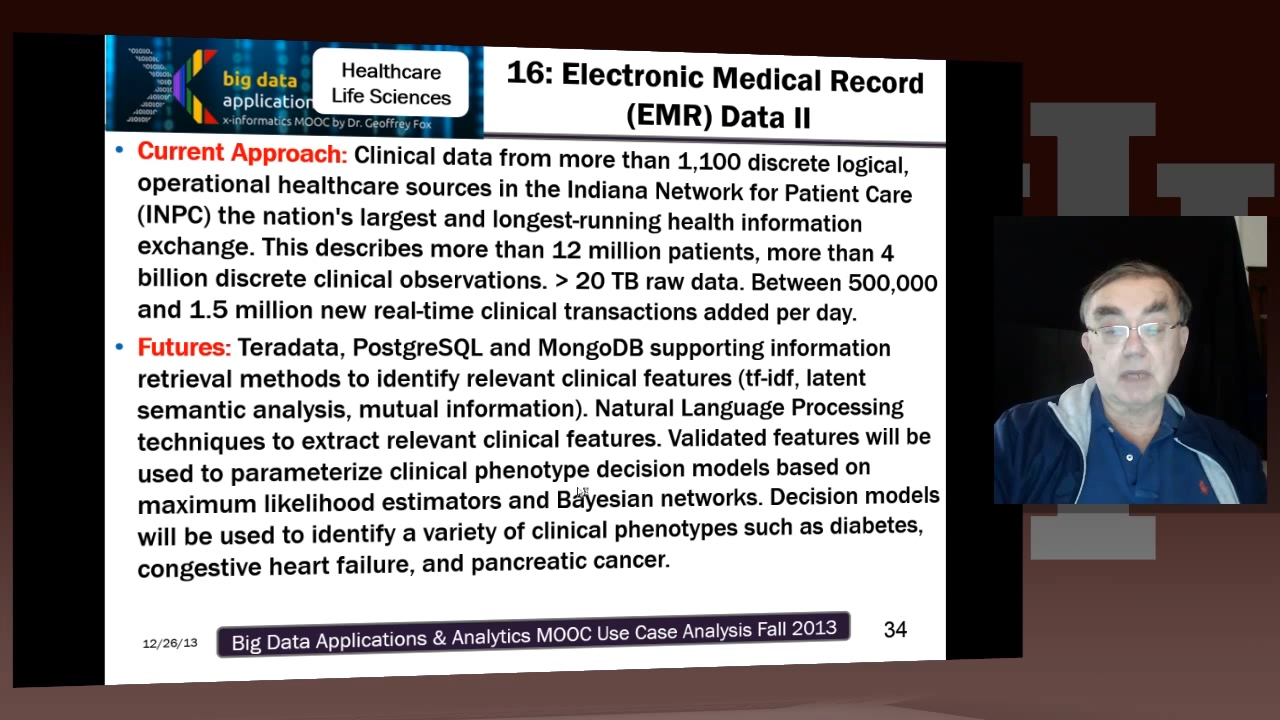 big data
application
x-informatics MOOC by Dr. Geoffrey Fox
Healthcare
Life Sciences
16: Electronic Medical Record
(EMR) Data II
• Current Approach: Clinical data from more than 1,100 discrete logical,
operational healthcare sources in the Indiana Network for Patient Care
(INPC) the nation's largest and longest-running health information
exchange. This describes more than 12 million patients, more than 4
billion discrete clinical observations. > 20 TB raw data. Between 500,000
and 1.5 million new real-time clinical transactions added per day.
• Futures: Teradata, PostgreSQL and MongoDB supporting information
retrieval methods to identify relevant clinical features (tf-idf, latent
semantic analysis, mutual information). Natural Language Processing
techniques to extract relevant clinical features. Validated features will be
used to parameterize clinical phenotype decision models based on
maximum likelihood estimators and Bayesian networks. Decision models
will be used to identify a variety of clinical phenotypes such as diabetes,
congestive heart failure, and pancreatic cancer.
12/26/13
Big Data Applications & Analytics MOOC Use Case Analysis Fall 2013
34